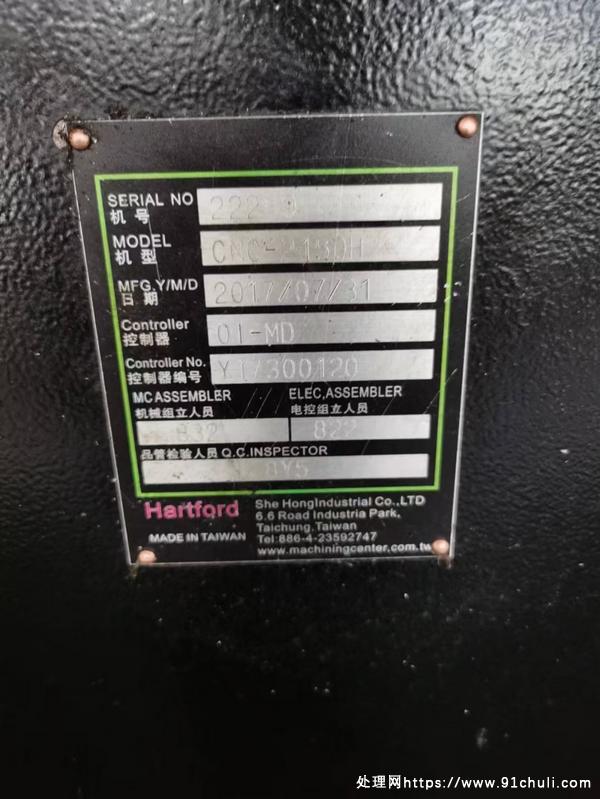 SERIAL NO
机号
MODEL
机型
MFG,Y/M/D 2017/07/31
日期
Controller 0I-MD
控制器
Controller No.
控制器编号
MC ASSEMBLER ELEC,ASSEMBLER
机械组立人员 电控组立人员
832 822
品管检验人员 Q.C.INSPECTOR
Hartford
She HongIndustrial Co.,LTD
6.6 Road Industria Park,
Taichung,Taiwan
MADE IN TAIWAN
Tel:886-4-23592747
www.machiningcenter.com.tw
处理网https://www.91chuli.com